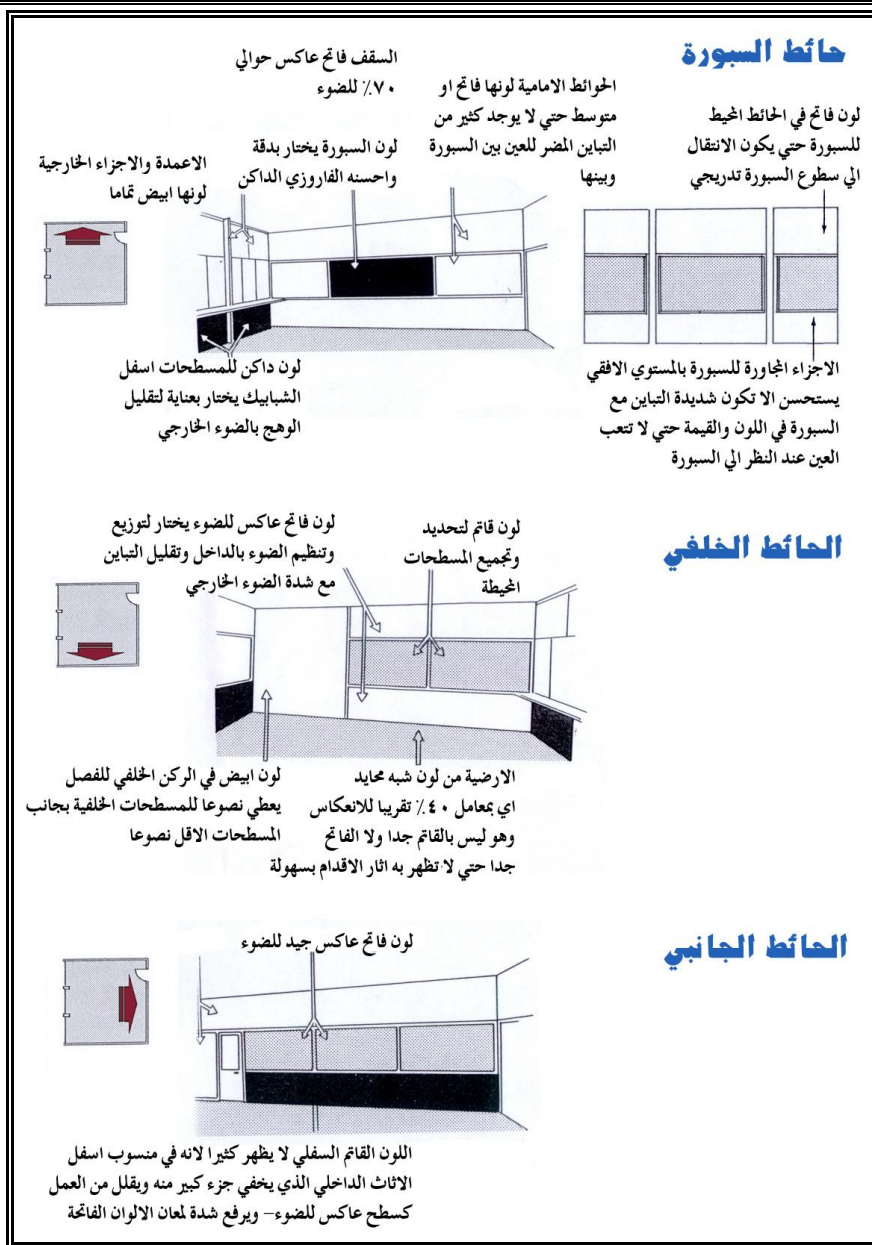 حائط السبورة
لون فاتح في الحائط المحيط
للسبورة حتي يكون الانتقال
الي سطوع السبورة تدريجي
الحوائط الامامية لونها فاتح او
متوسط حتي لا يوجد كثير من
التباين المضر للعين بين السبورة
وبينها
السقف فاتح عاكس حوالي
٧٠٪ للضوء
لون السبورة يختار بدقة
واحسنه الفاروزي الداكن
الاعمدة والاجزاء الخارجية
لونها ابيض تماما
الاجزاء المجاورة للسبورة بالمستوي الافقي
يستحسن الا تكون شديدة التباين مع
السبورة في اللون والقيمة حتي لا تتعب
العين عند النظر الي السبورة
لون داكن للمسطحات اسفل
الشبابيك يختار بعناية لتقليل
الوهج بالضوء الخارجي
الحائط الخلفي
لون قاتم لتحديد
وتجميع المسطحات
المحيطة
لون فاتح عاكس للضوء يختار لتوزيع
وتنظيم الضوء بالداخل وتقليل التباين
مع شدة الضوء الخارجي
الارضية من لون شبه محايد
اي بمعامل ٤٠٪ تقريبا للانعكاس
وهو ليس بالقاتم جدا ولا الفاتح
جدا حتي لا تظهر به اثار الاقدام بسهولة
لون ابيض في الركن الخلفي للفصل
يعطي نصوعا للمسطحات الخلفية بجانب
المسطحات الاقل نصوعا
الحائط الجانبي
لون فاتح عاكس جيد للضوء
اللون القاتم السفلي لا يظهر كثيرا لانه في منسوب اسفل
الاثاث الداخلي الذي يخفي جزء كبير منه ويقلل من العمل
كسطح عاكس للضوء– ويرفع شدة لمعان الالوان الفاتحة